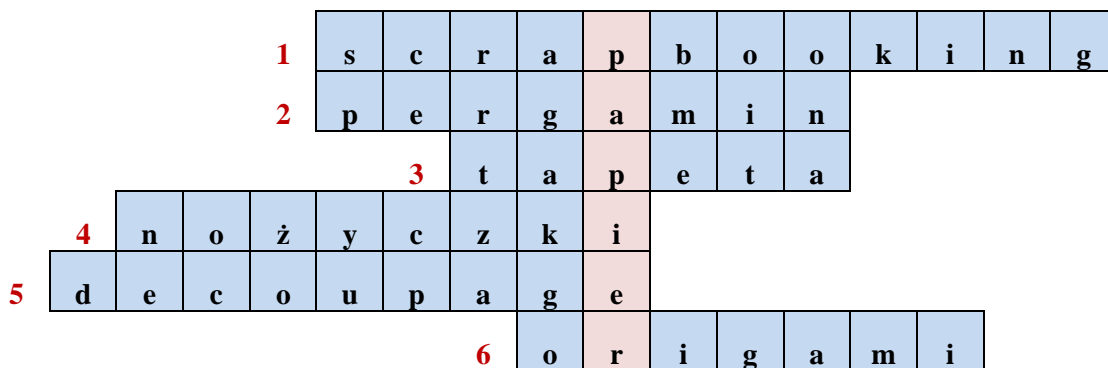 1 s c r a p b o o k i n g
2 p e r g a m i n
3 t a p e t a
4 n o ż y c z k i
5 d e c o u p a g e
6 o r i g a m i